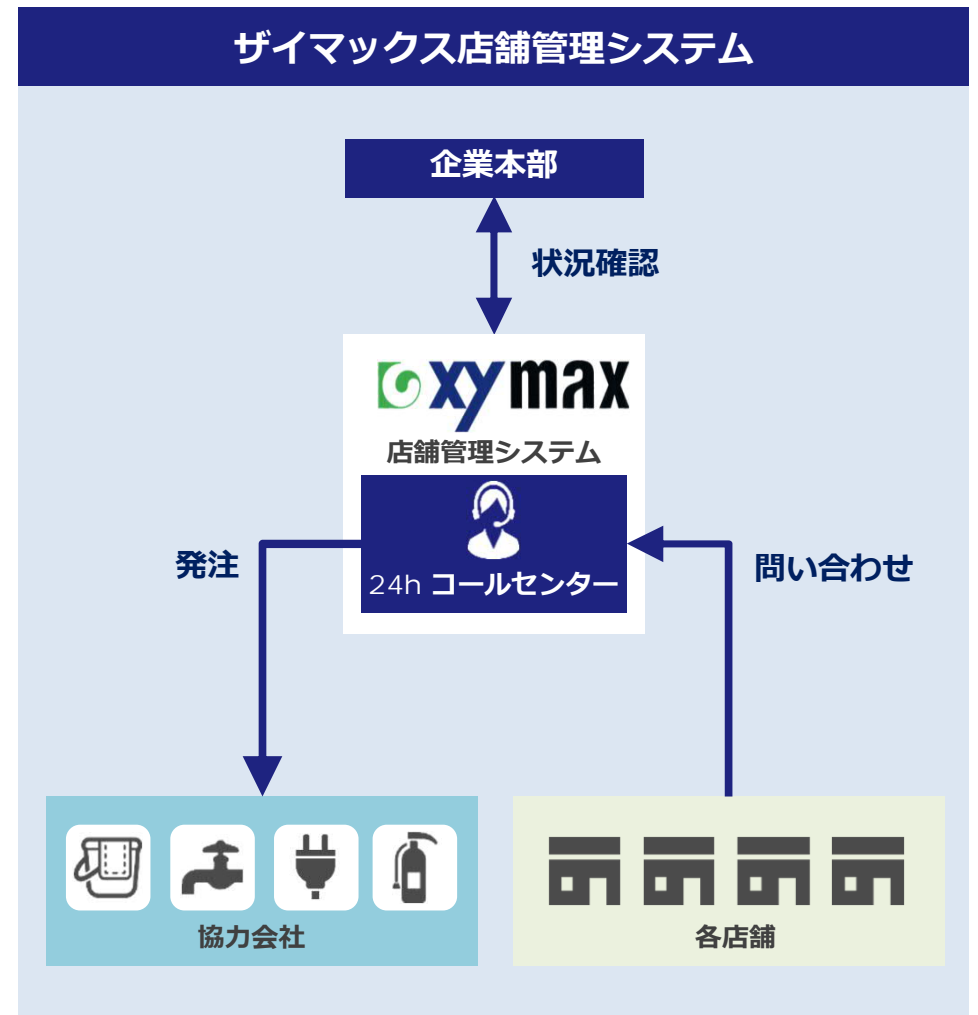 ザイマックス店舗管理システム
企業本部
状況確認
xymax
店舗管理システム
発注
24h コールセンター
問い合わせ
協力会社
各店舗